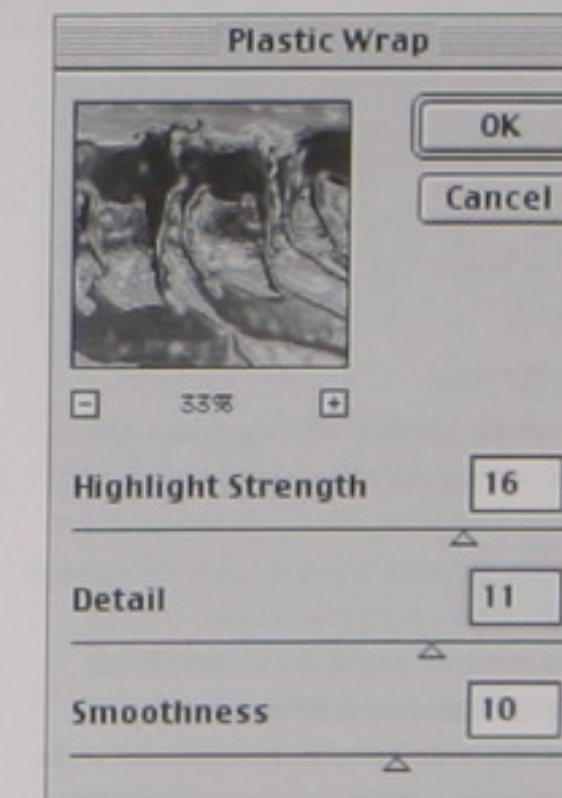 Plastic Wrap
OK
Cancel
- 33% +
Highlight Strength 16
Detail 11
Smoothness 10